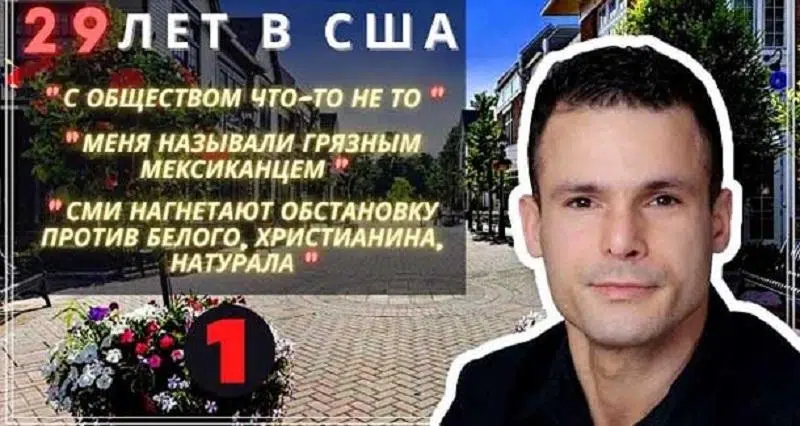 29 ЛЕТ В США
" С ОБЩЕСТВОМ ЧТО-ТО НЕ ТО "
" МЕНЯ НАЗЫВАЛИ ГРЯЗНЫМ
МЕКСИКАНЦЕМ "
" СМИ НАГНЕТАЮТ ОБСТАНОВКУ
ПРОТИВ БЕЛОГО, ХРИСТИАНИНА,
НАТУРАЛА "
1